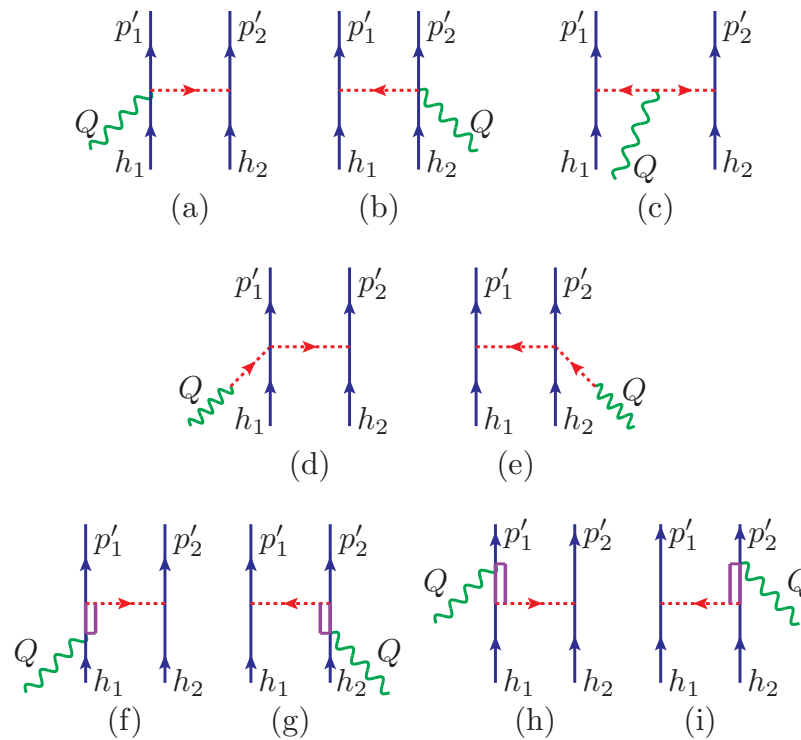 p′₁ p′₂ p′₁ p′₂ p′₁ p′₂
Q Q Q
h₁ h₂ h₁ h₂ h₁ h₂
(a) (b) (c)
p′₁ p′₂ p′₁ p′₂
Q Q
h₁ h₂ h₁ h₂
(d) (e)
p′₁ p′₂ p′₁ p′₂ p′₁ p′₂ p′₁ p′₂
Q Q Q Q
h₁ h₂ h₁ h₂ h₁ h₂ h₁ h₂
(f) (g) (h) (i)